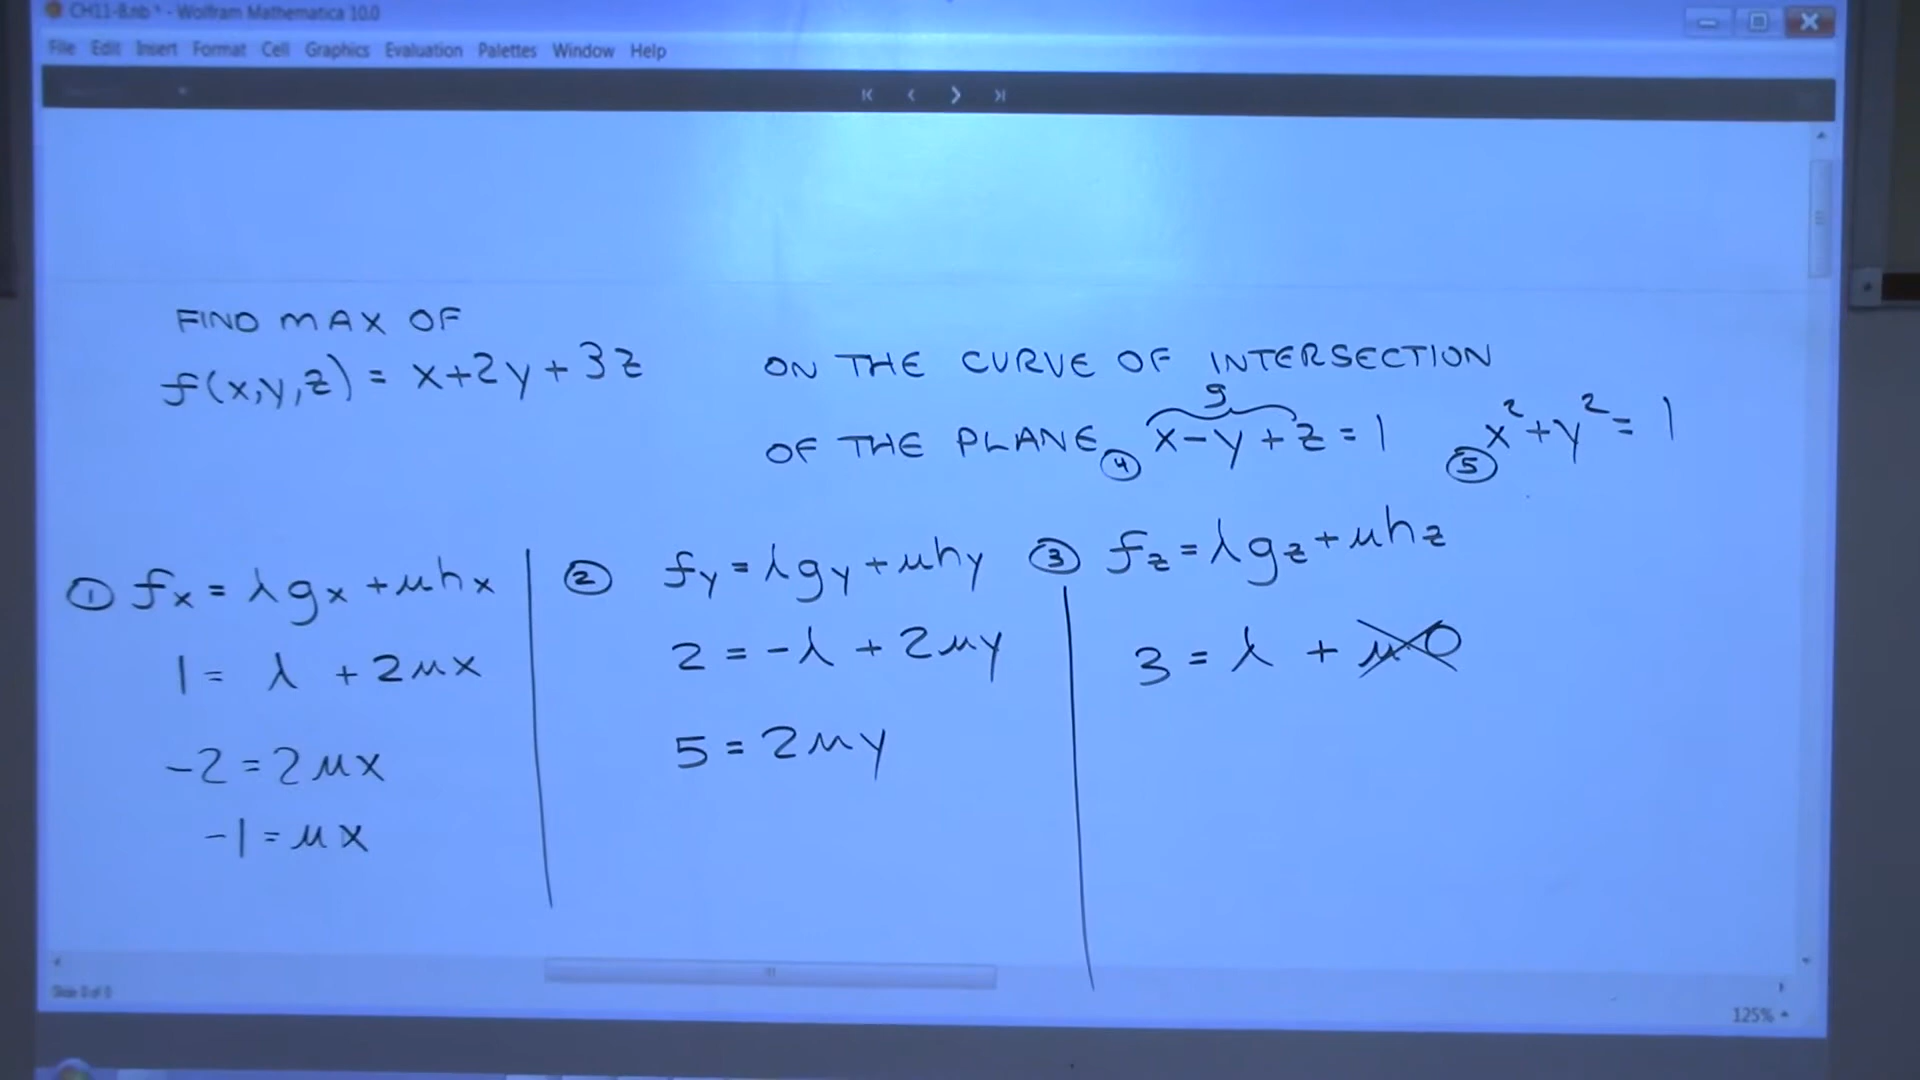 CH11-8.nb * - Wolfram Mathematica 10.0
File Edit Insert Format Cell Graphics Evaluation Palettes Window Help
FIND MAX OF
f(x,y,z) = x+2y+3z
ON THE CURVE OF INTERSECTION
g
OF THE PLANE ④ x-y+z=1 ⑤ x²+y²=1
① fx = λgx + μhx
1 = λ + 2μx
-2 = 2μx
-1 = μx
② fy = λgy + μhy
2 = -λ + 2μy
5 = 2μy
③ fz = λgz + μhz
3 = λ + μ0
125%